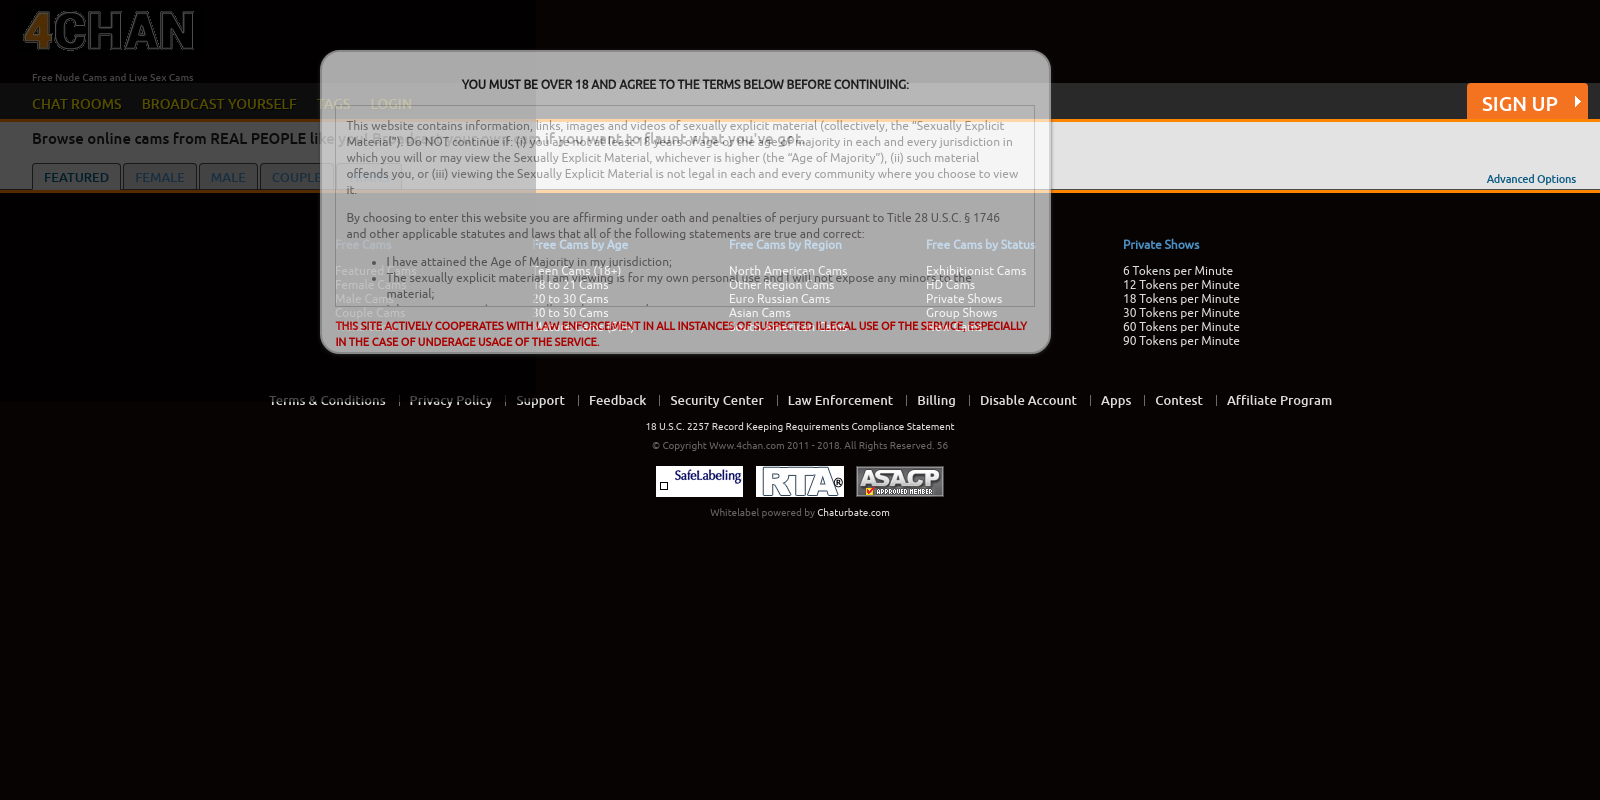 4CHAN
Free Nude Cams and Live Sex Cams
CHAT ROOMS BROADCAST YOURSELF TAGS LOGIN
SIGN UP
Browse online cams from REAL PEOPLE like you! Broadcast your own cam if you want to flaunt what you've got.
FEATURED FEMALE MALE COUPLE
Advanced Options
YOU MUST BE OVER 18 AND AGREE TO THE TERMS BELOW BEFORE CONTINUING:
This website contains information, links, images and videos of sexually explicit material (collectively, the “Sexually Explicit
Material”). Do NOT continue if: (i) you are not at least 18 years of age or the age of majority in each and every jurisdiction in
which you will or may view the Sexually Explicit Material, whichever is higher (the “Age of Majority”), (ii) such material
offends you, or (iii) viewing the Sexually Explicit Material is not legal in each and every community where you choose to view
it.
By choosing to enter this website you are affirming under oath and penalties of perjury pursuant to Title 28 U.S.C. § 1746
and other applicable statutes and laws that all of the following statements are true and correct:
I have attained the Age of Majority in my jurisdiction;
The sexually explicit material I am viewing is for my own personal use and I will not expose any minors to the
material;
THIS SITE ACTIVELY COOPERATES WITH LAW ENFORCEMENT IN ALL INSTANCES OF SUSPECTED ILLEGAL USE OF THE SERVICE, ESPECIALLY
IN THE CASE OF UNDERAGE USAGE OF THE SERVICE.
Free Cams
Featured Cams
Female Cams
Male Cams
Couple Cams
Free Cams by Age
Teen Cams (18+)
18 to 21 Cams
20 to 30 Cams
30 to 50 Cams
Free Cams by Region
North American Cams
Other Region Cams
Euro Russian Cams
Asian Cams
Free Cams by Status
Exhibitionist Cams
HD Cams
Private Shows
Group Shows
Private Shows
6 Tokens per Minute
12 Tokens per Minute
18 Tokens per Minute
30 Tokens per Minute
60 Tokens per Minute
90 Tokens per Minute
Terms & Conditions | Privacy Policy | Support | Feedback | Security Center | Law Enforcement | Billing | Disable Account | Apps | Contest | Affiliate Program
18 U.S.C. 2257 Record Keeping Requirements Compliance Statement
© Copyright Www.4chan.com 2011 - 2018. All Rights Reserved. 56
SafeLabeling
RTA®
ASACP
APPROVED MEMBER
Whitelabel powered by Chaturbate.com